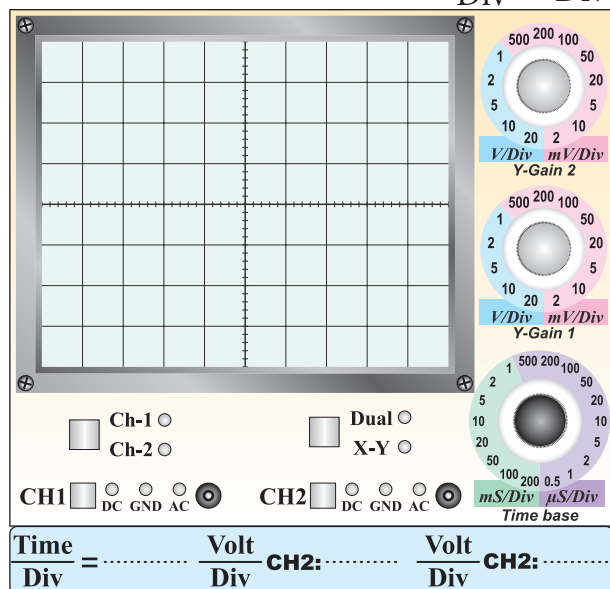 Div Div
500 200 100
1 50
2 20
5 5
10 10
20 2
V/Div mV/Div
Y-Gain 2
500 200 100
1 50
2 20
5 5
10 10
20 2
V/Div mV/Div
Y-Gain 1
1 500 200
2 100
5 50
10 20
20 10
50 5
100 2
200 0.5 1
mS/Div µS/Div
Time base
Ch-1
Ch-2
Dual
X-Y
CH1 DC GND AC
CH2 DC GND AC
Time Volt Volt
= ............ CH2: ............ CH2: ............
Div Div Div